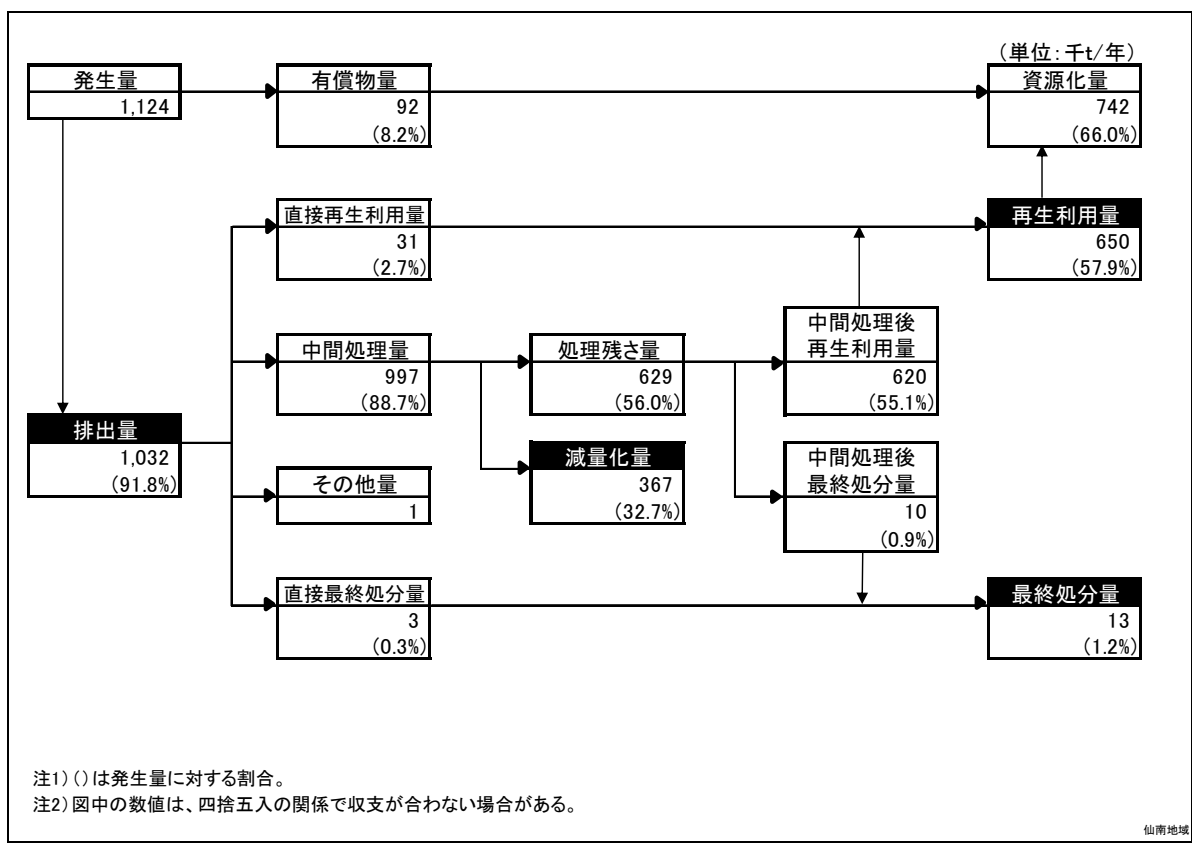 (単位:千t/年)
発生量
1,124
有償物量
92
(8.2%)
資源化量
742
(66.0%)
直接再生利用量
31
(2.7%)
再生利用量
650
(57.9%)
中間処理量
997
(88.7%)
処理残さ量
629
(56.0%)
中間処理後
再生利用量
620
(55.1%)
排出量
1,032
(91.8%)
減量化量
367
(32.7%)
中間処理後
最終処分量
10
(0.9%)
その他量
1
直接最終処分量
3
(0.3%)
最終処分量
13
(1.2%)
注1)()は発生量に対する割合。
注2)図中の数値は、四捨五入の関係で収支が合わない場合がある。
仙南地域